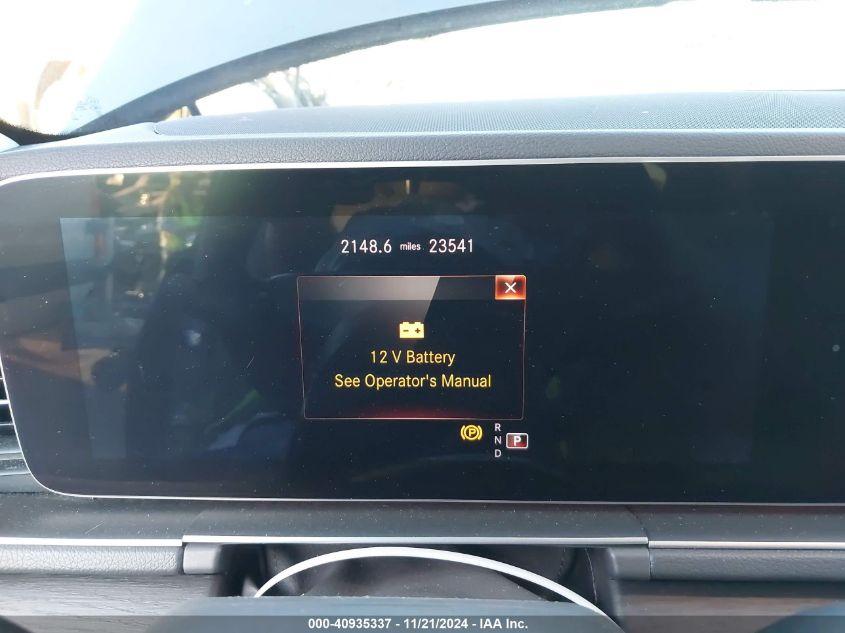 2148.6 miles 23541
12 V Battery
See Operator's Manual
P
R
N P
D
000-40935337 - 11/21/2024 - IAA Inc.